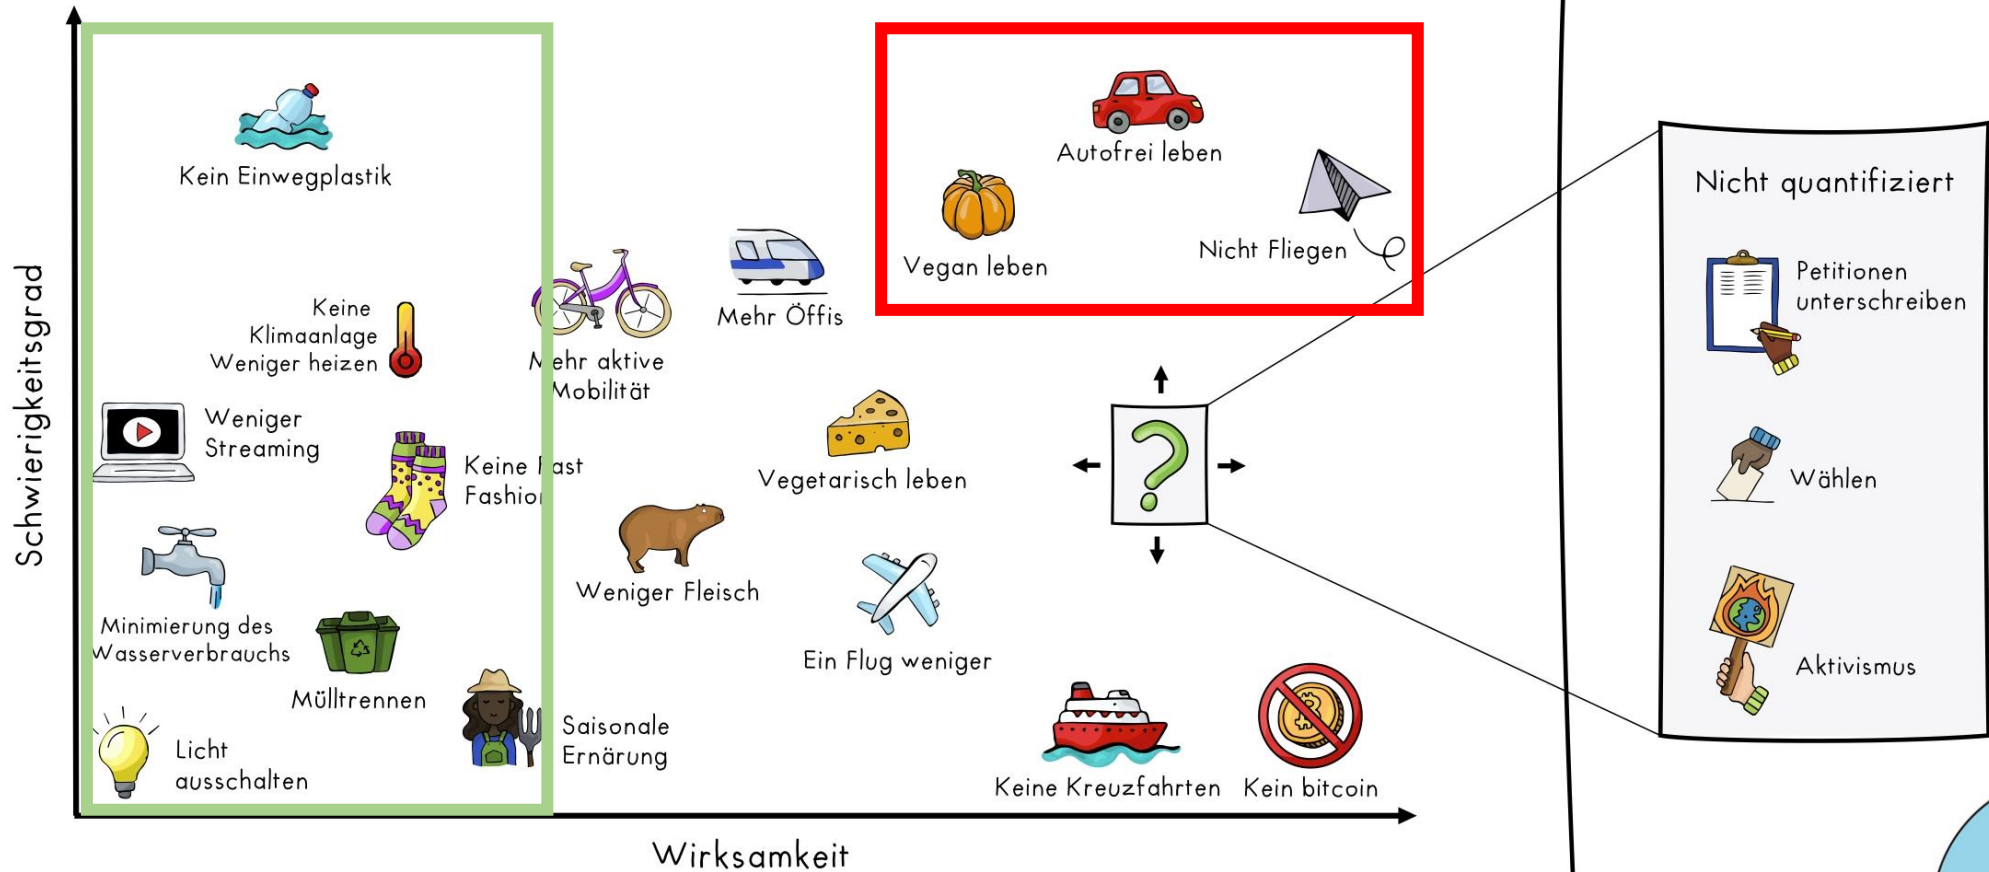 Schwierigkeitsgrad
Kein Einwegplastik
Autofrei leben
Vegan leben
Nicht Fliegen
Keine
Klimaanlage
Weniger heizen
Mehr aktive
Mobilität
Mehr Öffis
Weniger
Streaming
Keine Fast
Fashion
Vegetarisch leben
?
Minimierung des
Wasserverbrauchs
Weniger Fleisch
Mülltrennen
Ein Flug weniger
Licht
ausschalten
Saisonale
Ernärung
Keine Kreuzfahrten
Kein bitcoin
Wirksamkeit
Nicht quantifiziert
Petitionen
unterschreiben
Wählen
Aktivismus